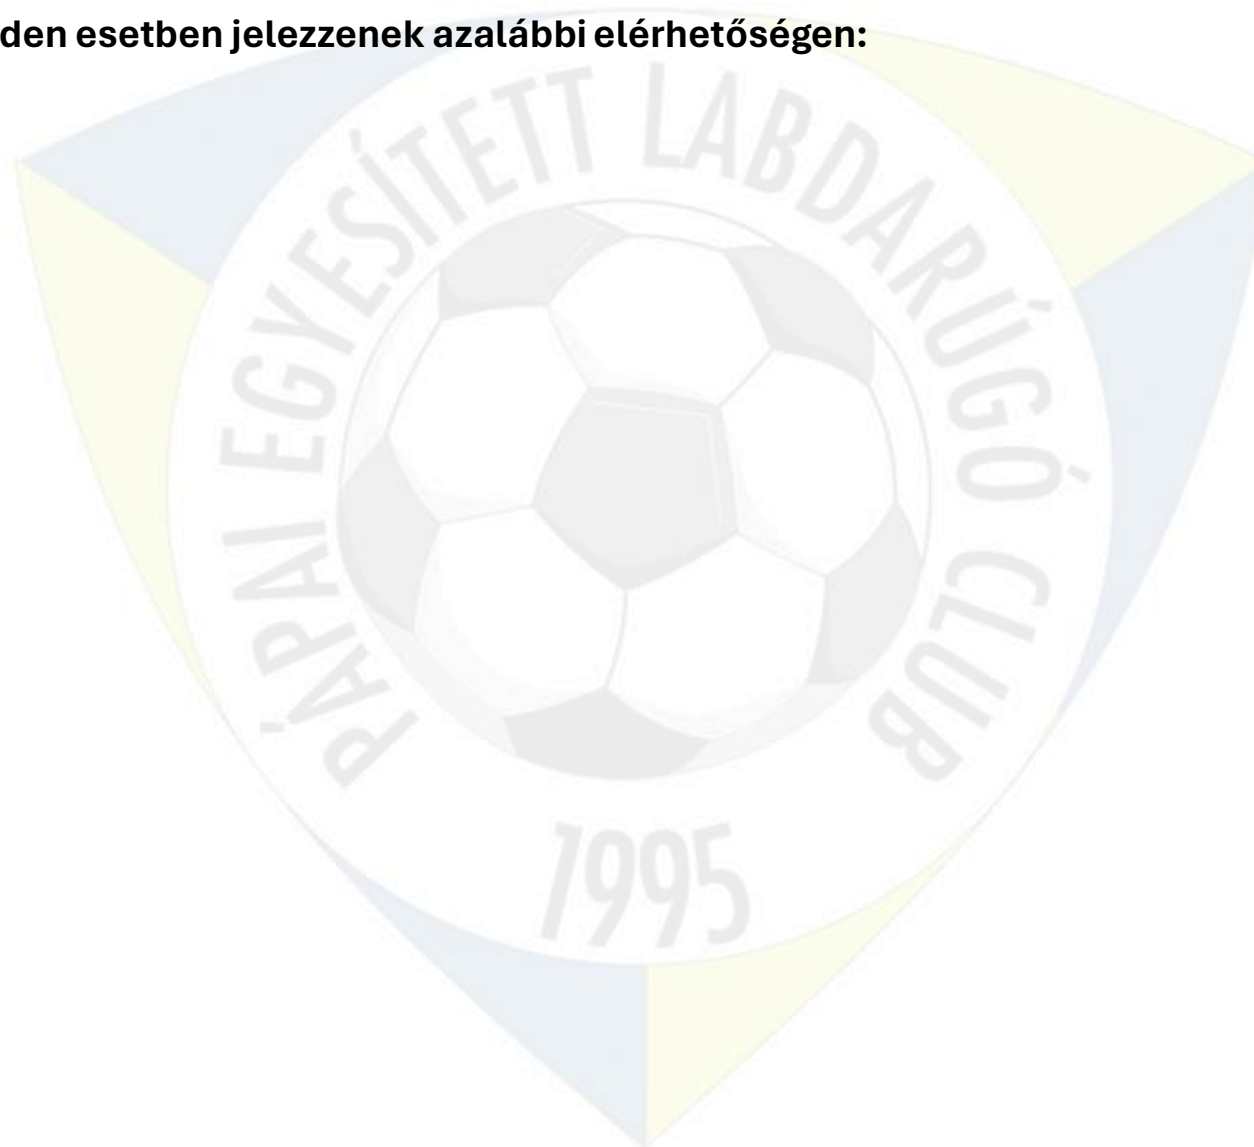 den esetben jelezzenek azalábbi elérhetőségen:
PÁPAI EGYESÍTETT LABDARÚGÓ CLUB
1995